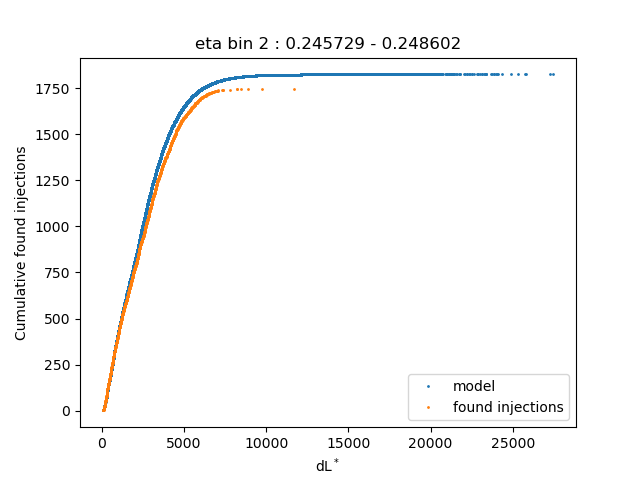 eta bin 2 : 0.245729 - 0.248602
Cumulative found injections
1750
1500
1250
1000
750
500
250
0
0
5000
10000
15000
20000
25000
dL*
model
found injections